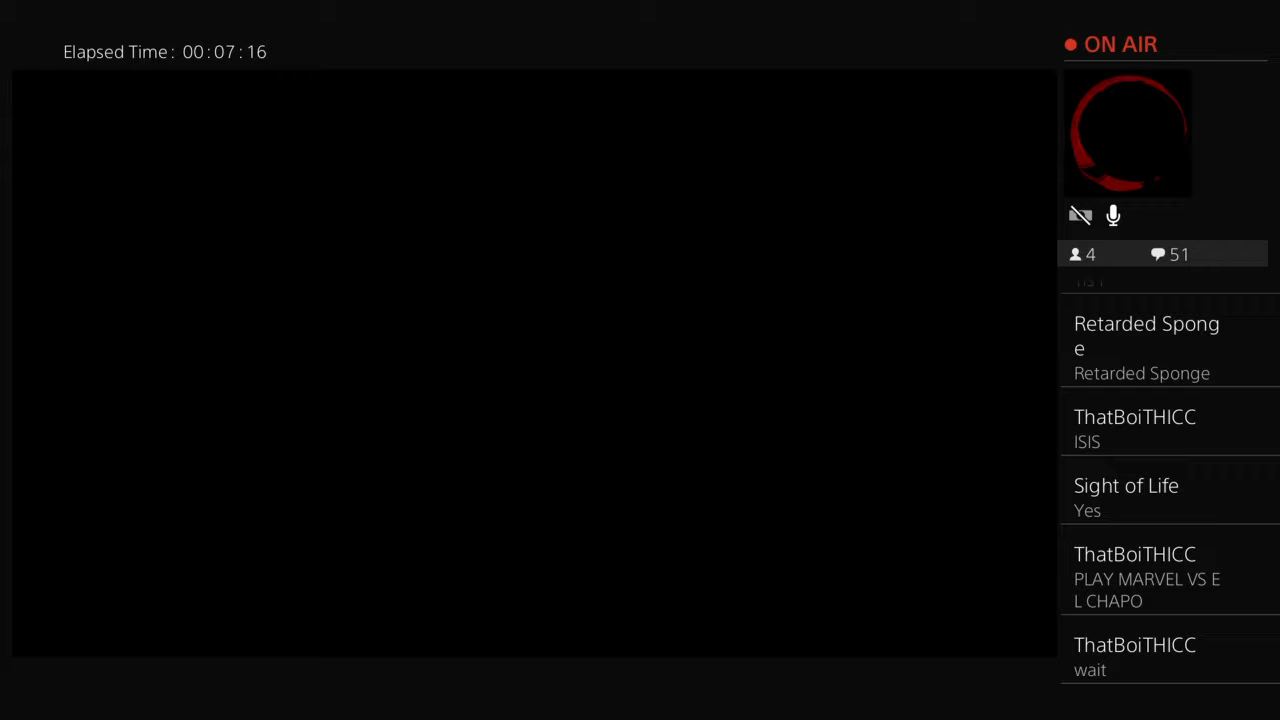 Elapsed Time: 00:07:16
ON AIR
4
51
Retarded Spong
e
Retarded Sponge
ThatBoiTHICC
ISIS
Sight of Life
Yes
ThatBoiTHICC
PLAY MARVEL VS E
L CHAPO
ThatBoiTHICC
wait